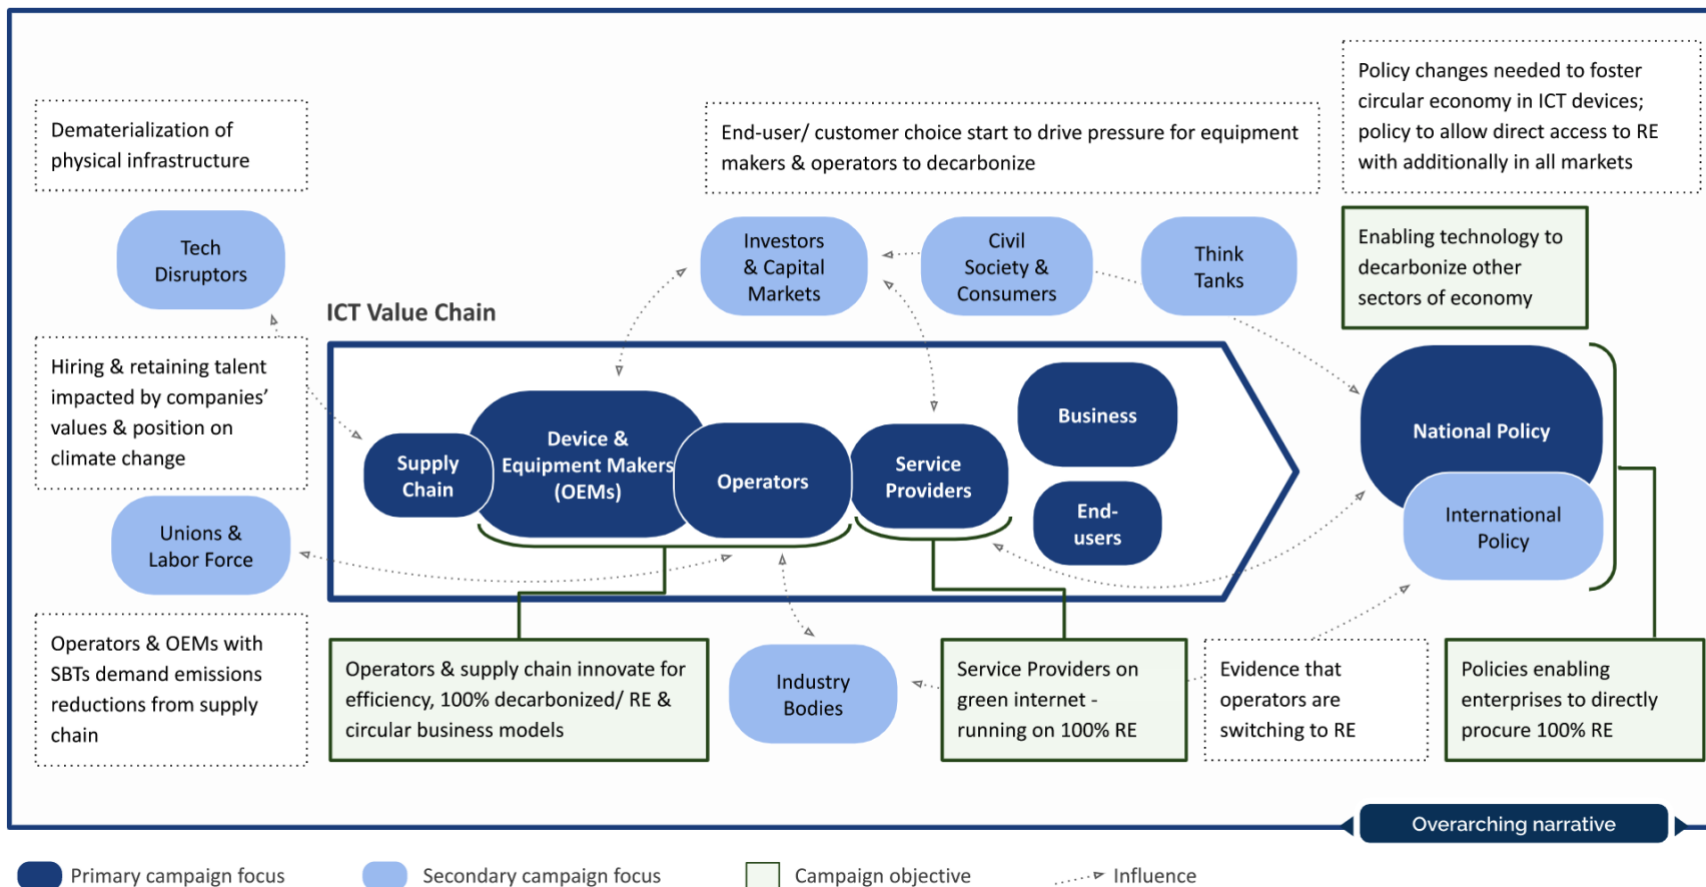 Policy changes needed to foster
circular economy in ICT devices;
policy to allow direct access to RE
with additionally in all markets
Dematerialization of
physical infrastructure
End-user/ customer choice start to drive pressure for equipment
makers & operators to decarbonize
Tech
Disruptors
Investors
& Capital
Markets
Civil
Society &
Consumers
Think
Tanks
Enabling technology to
decarbonize other
sectors of economy
ICT Value Chain
Hiring & retaining talent
impacted by companies’
values & position on
climate change
Supply
Chain
Device &
Equipment Makers
(OEMs)
Operators
Service
Providers
Business
End-
users
National Policy
International
Policy
Unions &
Labor Force
Operators & OEMs with
SBTs demand emissions
reductions from supply
chain
Operators & supply chain innovate for
efficiency, 100% decarbonized/ RE &
circular business models
Industry
Bodies
Service Providers on
green internet -
running on 100% RE
Evidence that
operators are
switching to RE
Policies enabling
enterprises to directly
procure 100% RE
Overarching narrative
Primary campaign focus
Secondary campaign focus
Campaign objective
Influence